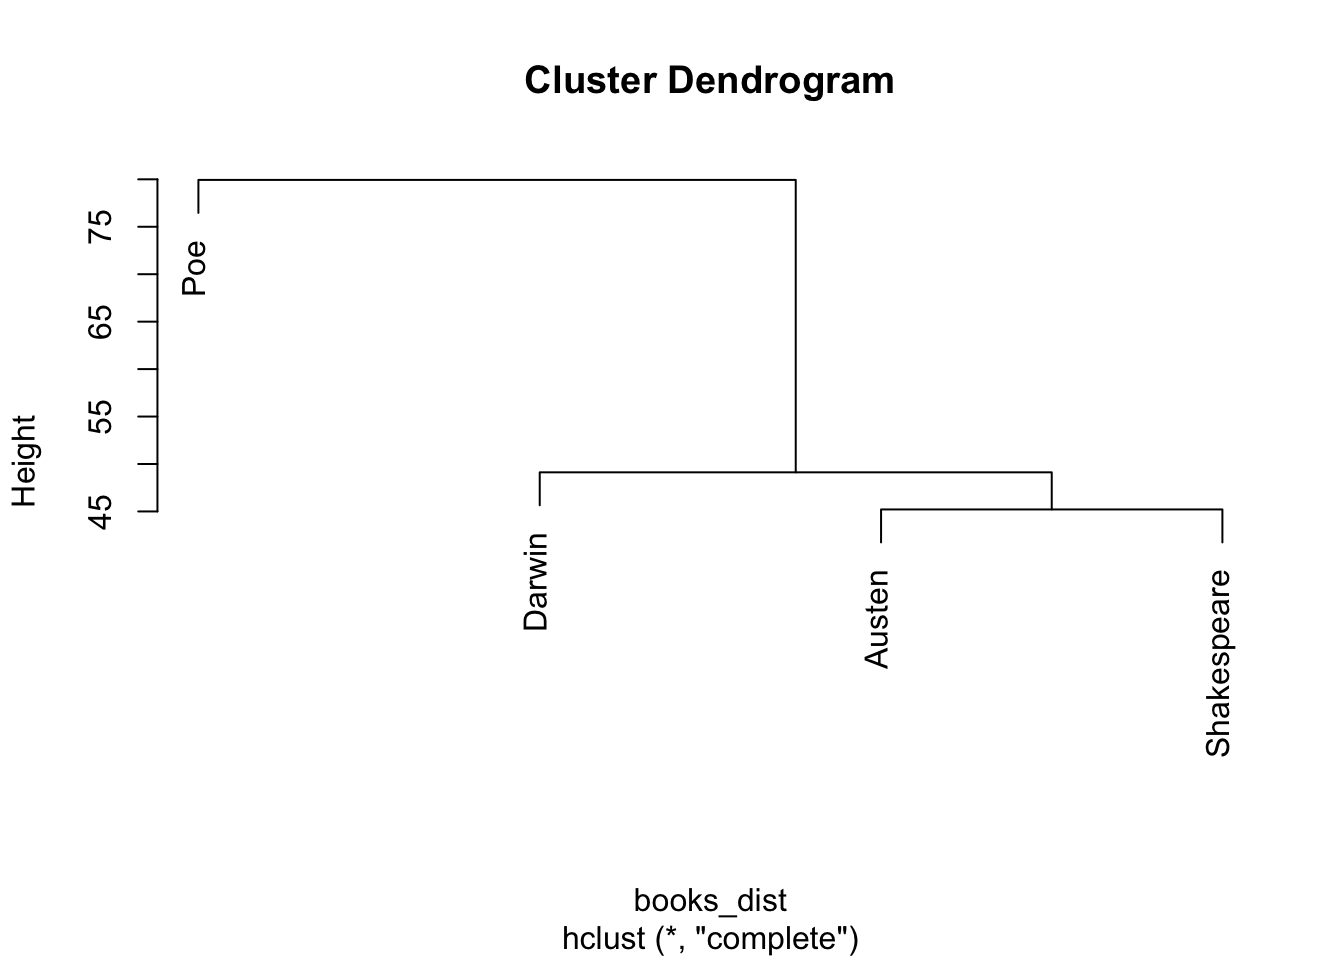 Cluster Dendrogram
Height
75
65
55
45
Poe
Darwin
Austen
Shakespeare
books_dist
hclust (*, "complete")